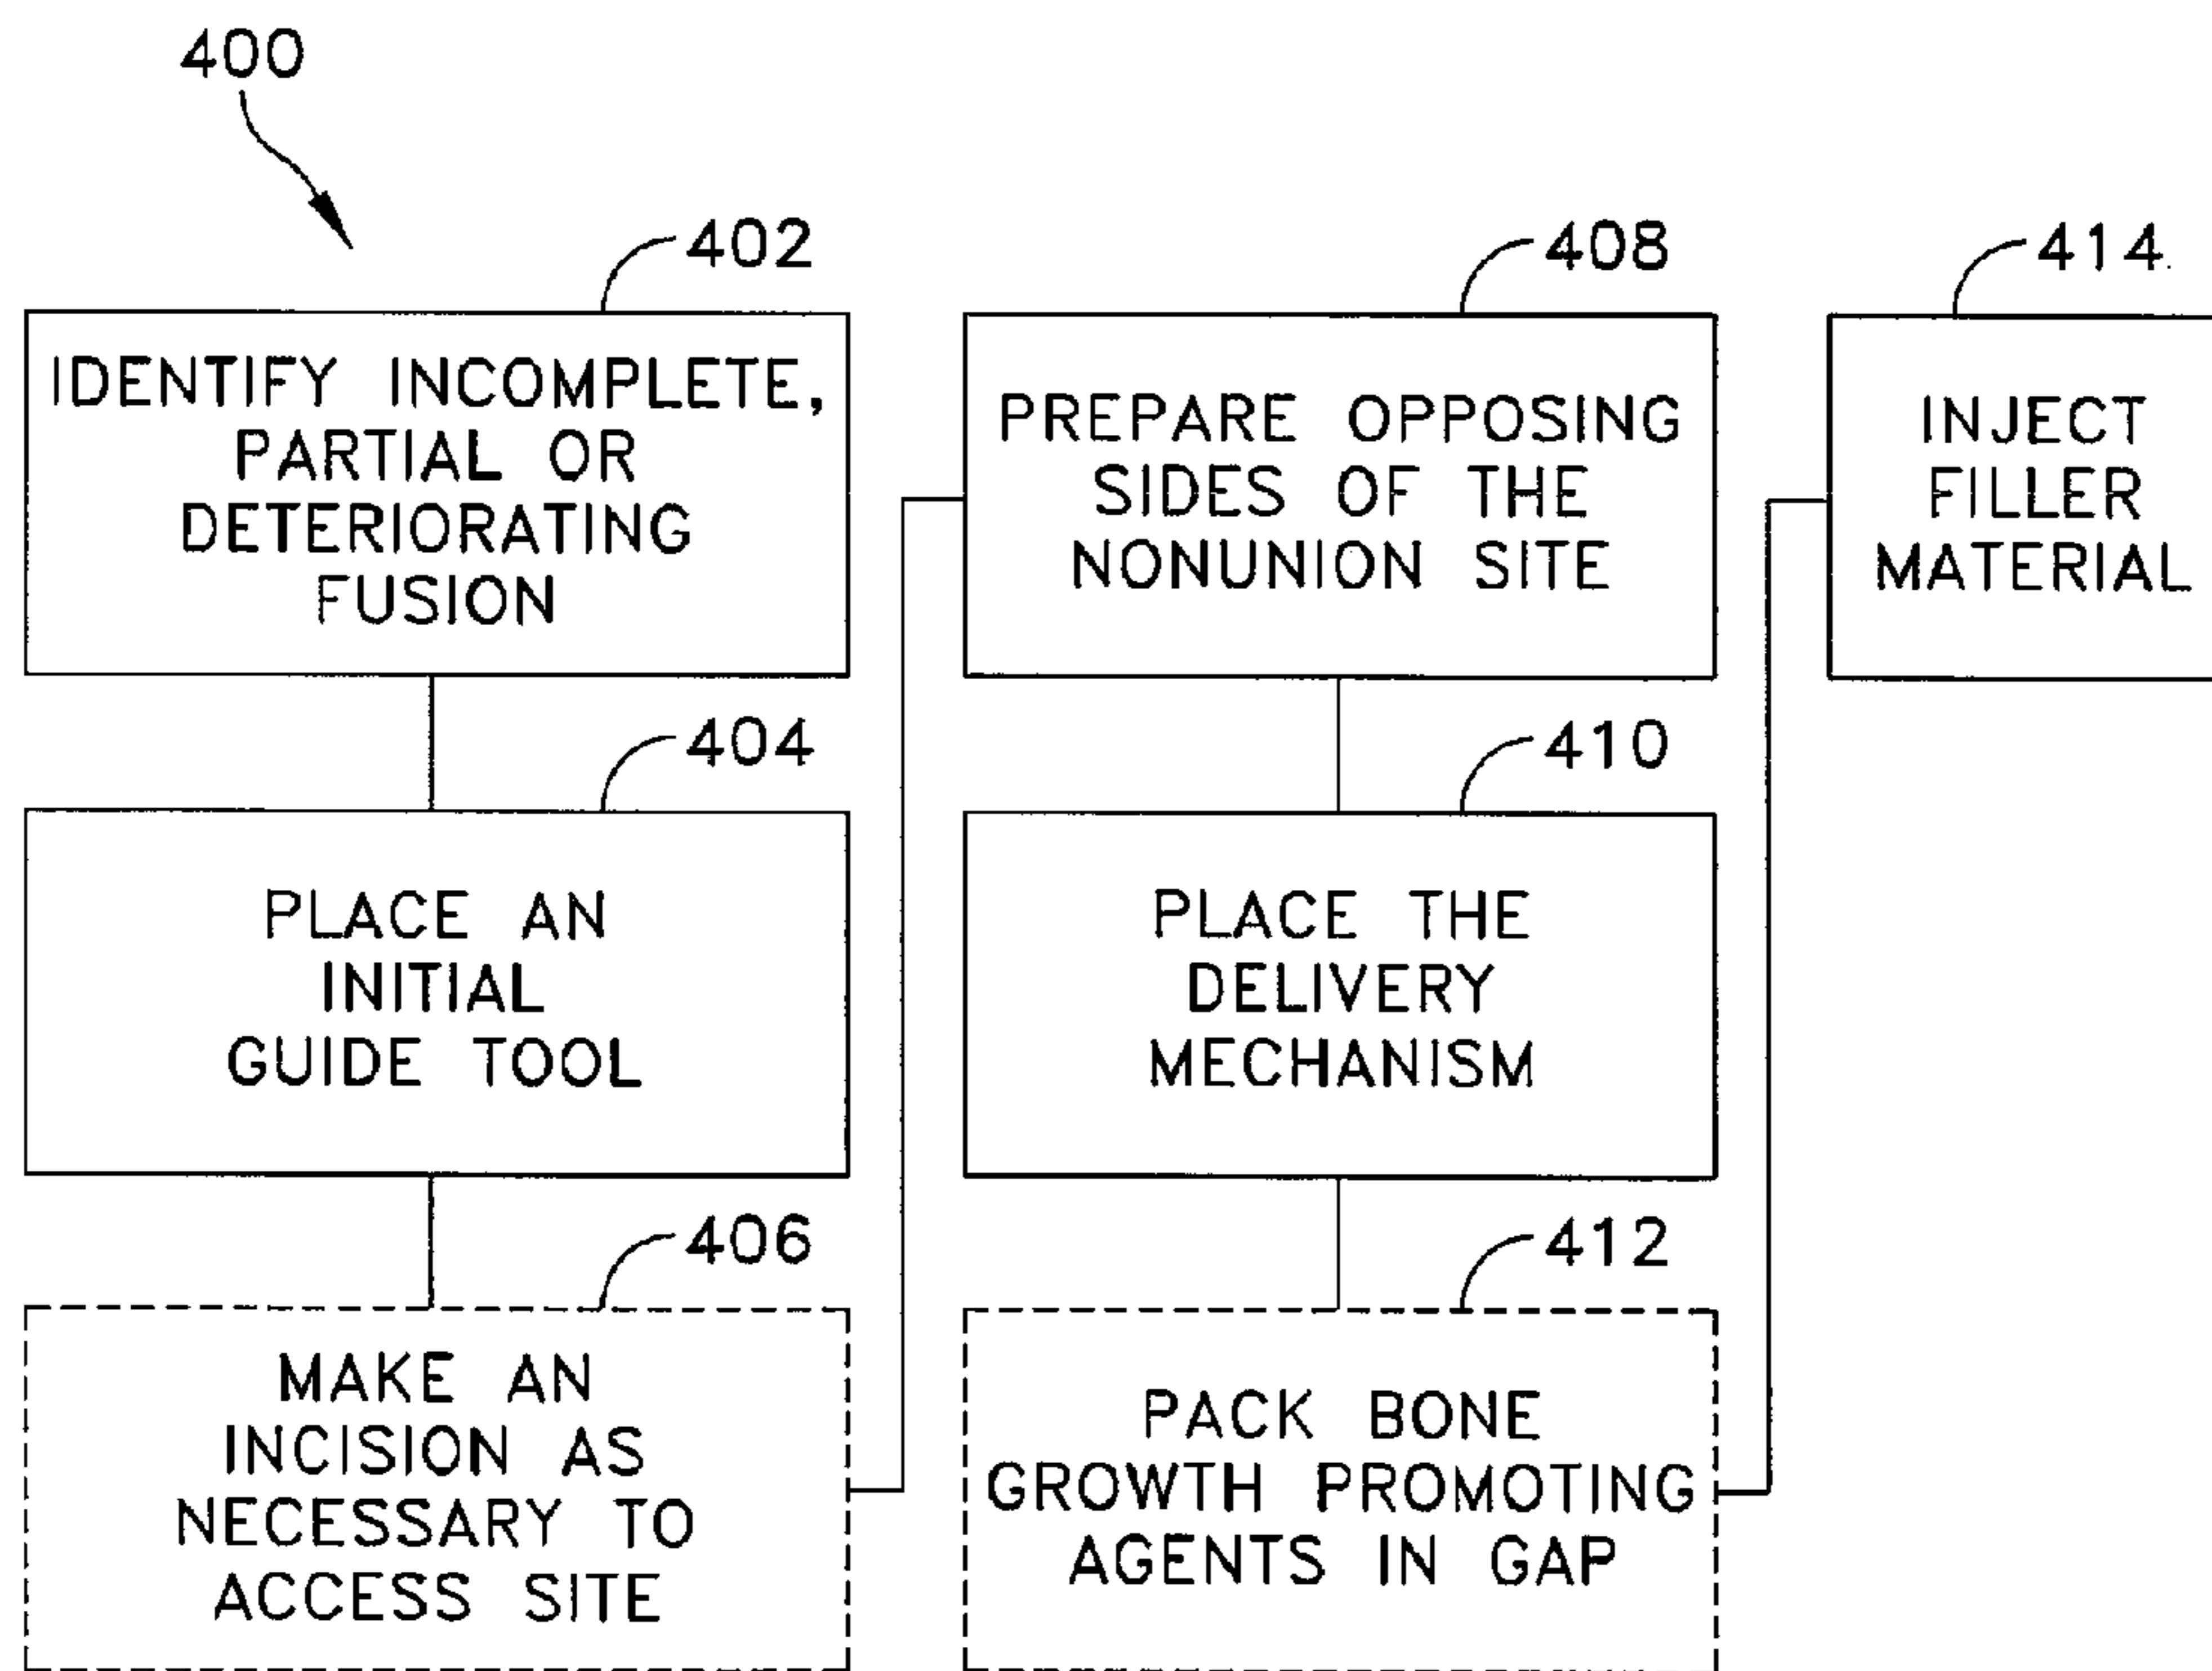 400
402
IDENTIFY INCOMPLETE,
PARTIAL OR
DETERIORATING
FUSION
404
PLACE AN
INITIAL
GUIDE TOOL
406
MAKE AN
INCISION AS
NECESSARY TO
ACCESS SITE
408
PREPARE OPPOSING
SIDES OF THE
NONUNION SITE
410
PLACE THE
DELIVERY
MECHANISM
412
PACK BONE
GROWTH PROMOTING
AGENTS IN GAP
414
INJECT
FILLER
MATERIAL